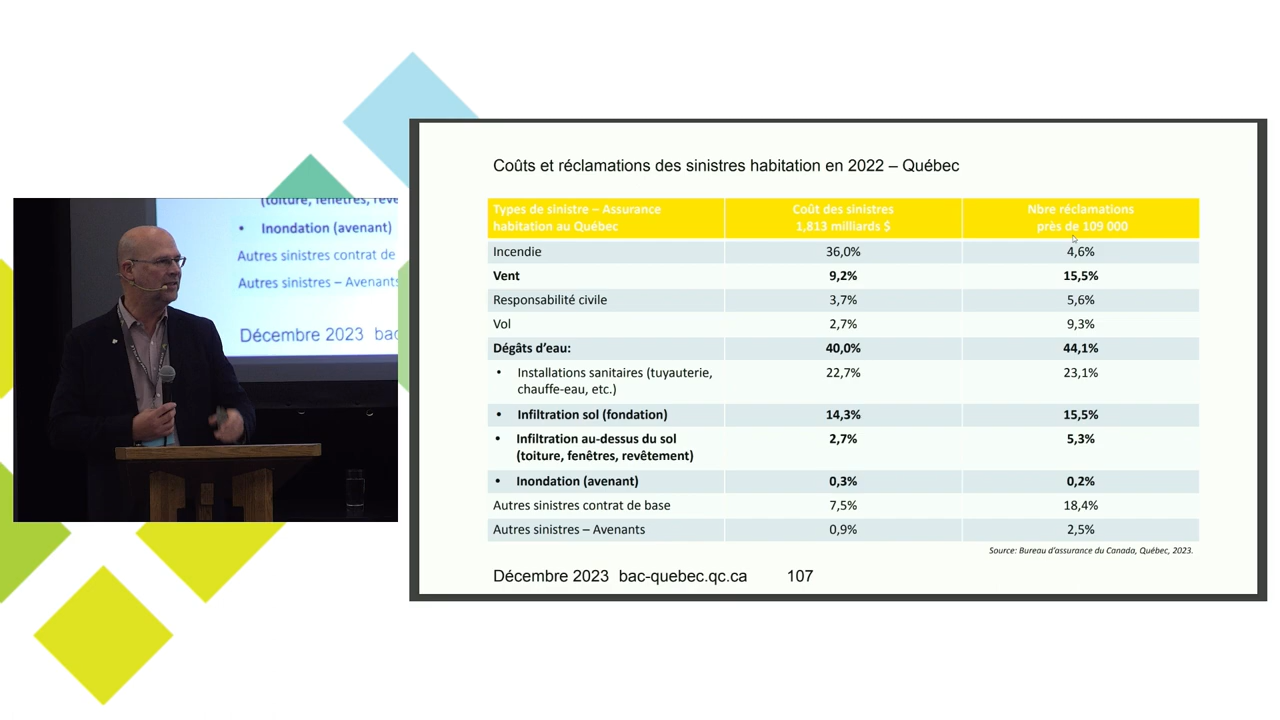 (toiture, fenêtres, revê
• Inondation (avenant)
Autres sinistres contrat de
Autres sinistres – Avenants
Décembre 2023 bac
Coûts et réclamations des sinistres habitation en 2022 – Québec
Types de sinistre – Assurance
habitation au Québec
Coût des sinistres
1,813 milliards $
Nbre réclamations
près de 109 000
Incendie 36,0% 4,6%
Vent 9,2% 15,5%
Responsabilité civile 3,7% 5,6%
Vol 2,7% 9,3%
Dégâts d’eau: 40,0% 44,1%
• Installations sanitaires (tuyauterie, 22,7% 23,1%
chauffe-eau, etc.)
• Infiltration sol (fondation) 14,3% 15,5%
• Infiltration au-dessus du sol 2,7% 5,3%
(toiture, fenêtres, revêtement)
• Inondation (avenant) 0,3% 0,2%
Autres sinistres contrat de base 7,5% 18,4%
Autres sinistres – Avenants 0,9% 2,5%
Source: Bureau d’assurance du Canada, Québec, 2023.
Décembre 2023 bac-quebec.qc.ca 107